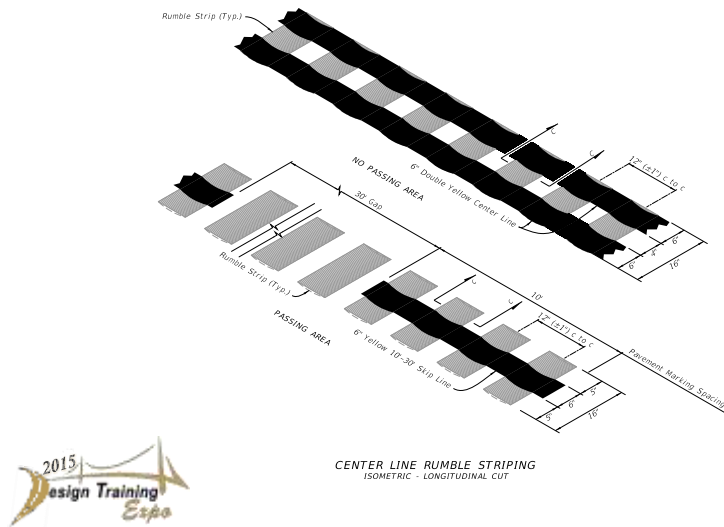 Rumble Strip (Typ.)
C
C
12" (±1") c to c
NO PASSING AREA
6" Double Yellow Center Line
6"
4"
6"
16"
30' Gap
Rumble Strip (Typ.)
PASSING AREA
6" Yellow 10'-30' Skip Line
C
C
10'
12" (±1") c to c
Pavement Marking Spacing
5"
6"
5"
16"
CENTER LINE RUMBLE STRIPING
ISOMETRIC - LONGITUDINAL CUT
2015
Design Training
Expo